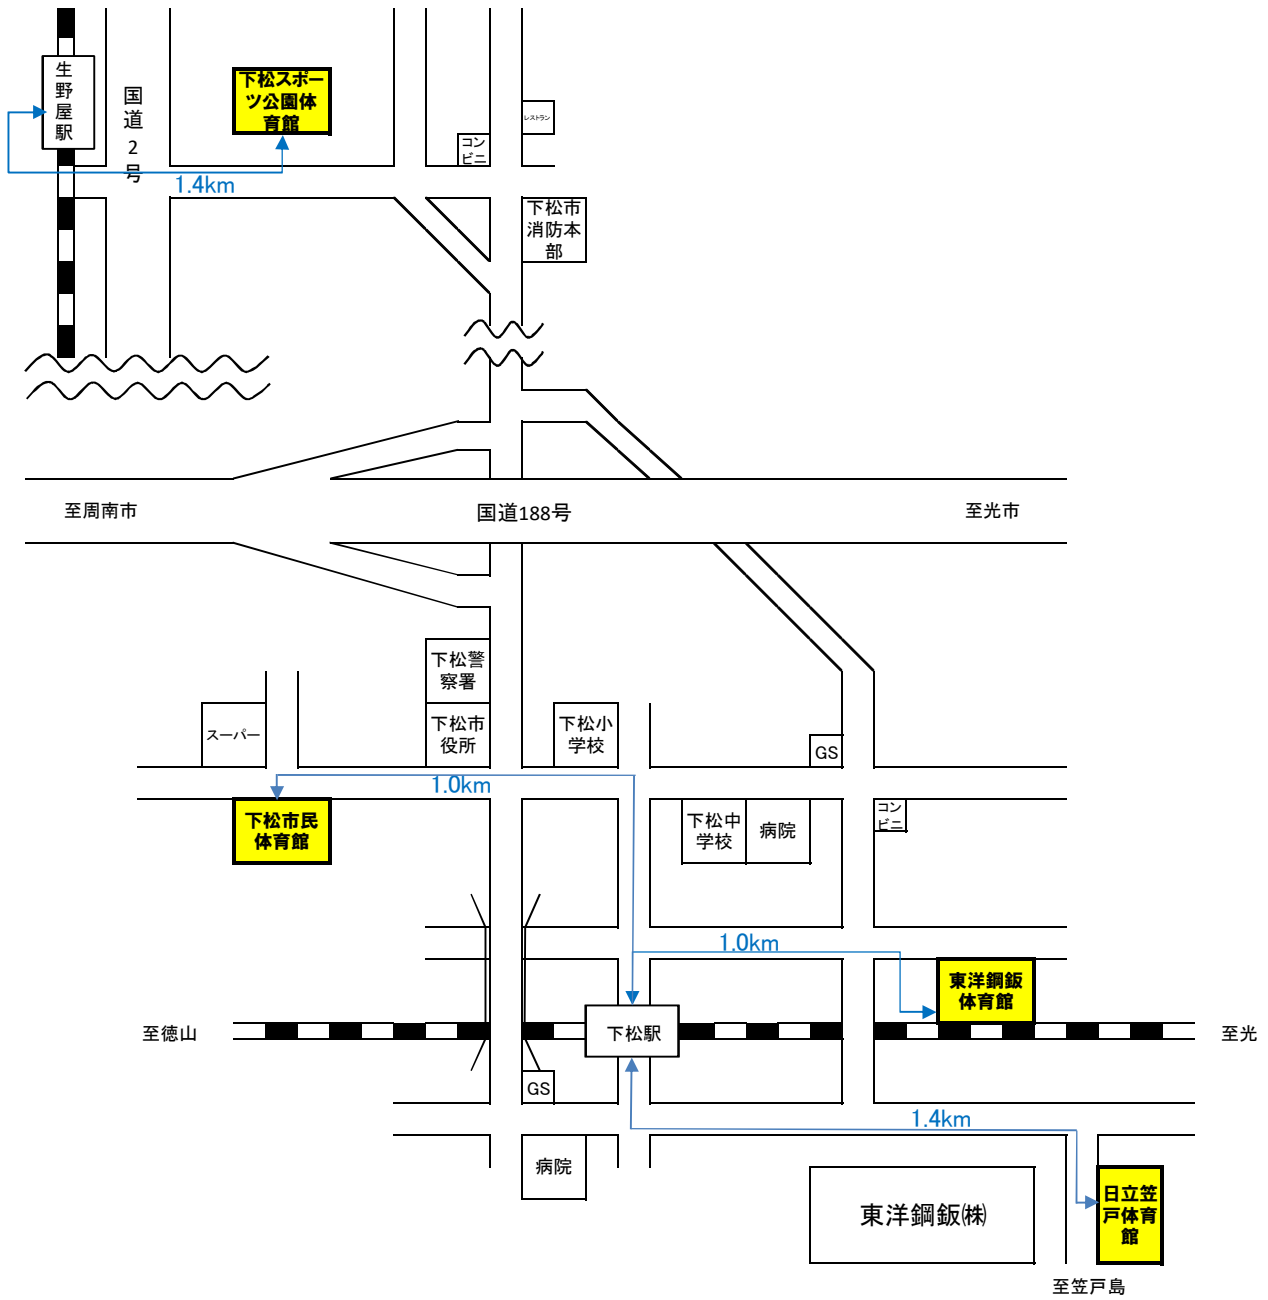 生野屋駅
国道2号
下松スポー
ツ公園体
育館
レストラン
コン
ビニ
1.4km
下松市
消防本
部
至周南市
国道188号
至光市
下松警
察署
スーパー
下松市
役所
下松小
学校
GS
1.0km
下松市民
体育館
下松中
学校
病院
コン
ビニ
1.0km
東洋鋼鈑
体育館
至徳山
下松駅
至光
GS
1.4km
病院
東洋鋼鈑㈱
日立笠
戸体育
館
至笠戸島